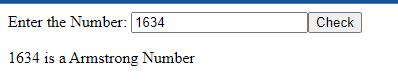 Enter the Number: 1634 Check
1634 is a Armstrong Number